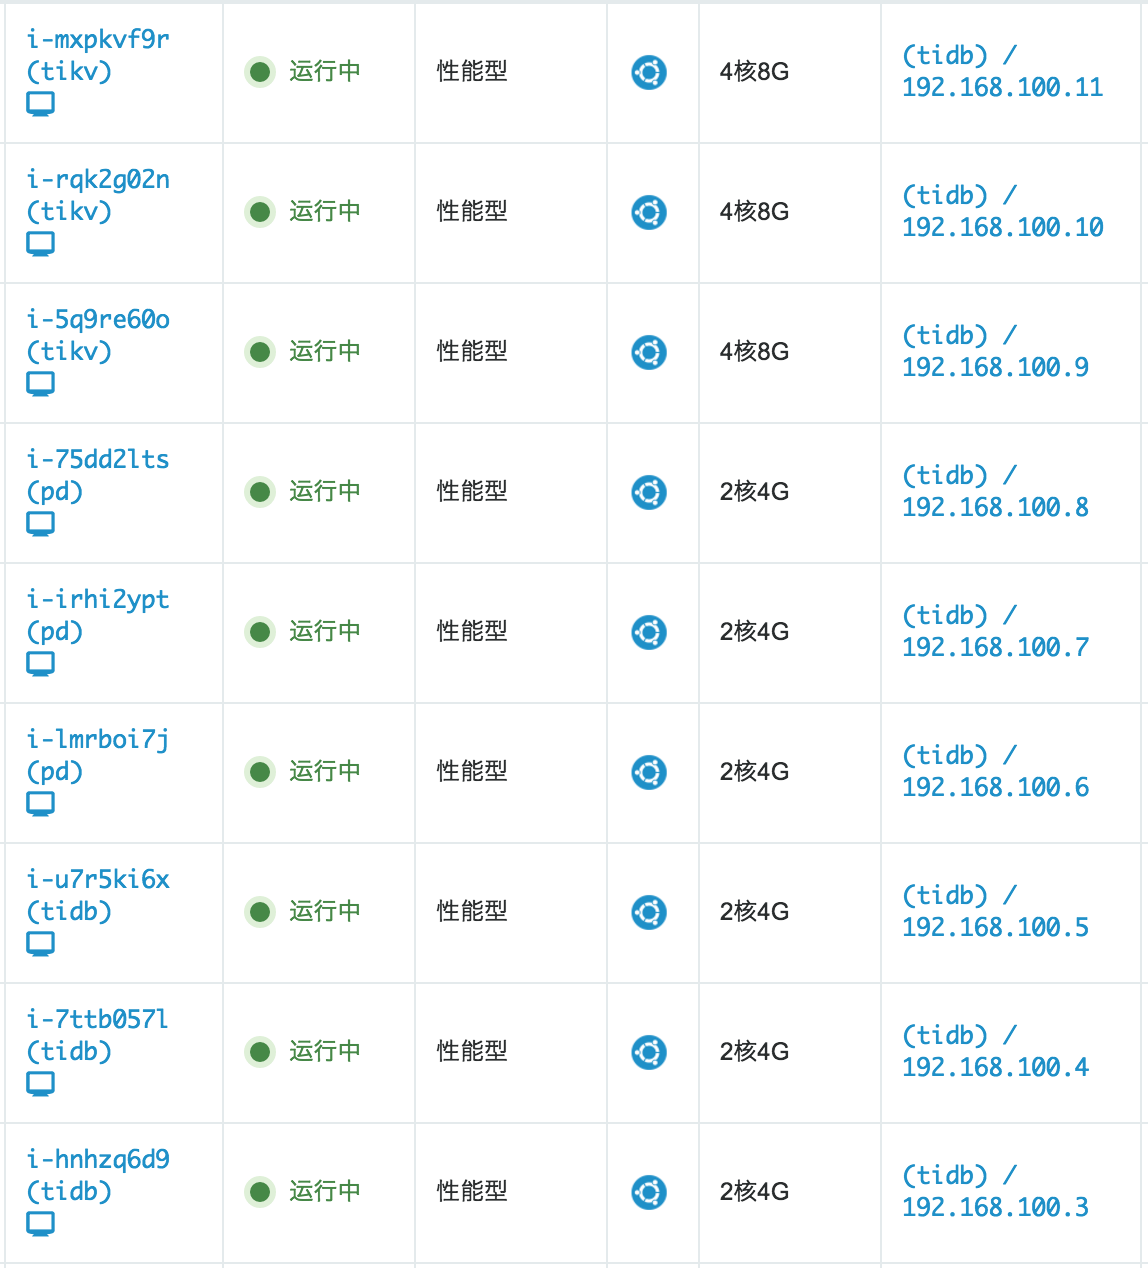 i-mxpkvf9r
(tikv)
运行中
性能型
4核8G
(tidb) /
192.168.100.11
i-rqk2g02n
(tikv)
运行中
性能型
4核8G
(tidb) /
192.168.100.10
i-5q9re60o
(tikv)
运行中
性能型
4核8G
(tidb) /
192.168.100.9
i-75dd2lts
(pd)
运行中
性能型
2核4G
(tidb) /
192.168.100.8
i-irhi2ypt
(pd)
运行中
性能型
2核4G
(tidb) /
192.168.100.7
i-lmrboi7j
(pd)
运行中
性能型
2核4G
(tidb) /
192.168.100.6
i-u7r5ki6x
(tidb)
运行中
性能型
2核4G
(tidb) /
192.168.100.5
i-7ttb057l
(tidb)
运行中
性能型
2核4G
(tidb) /
192.168.100.4
i-hnhzq6d9
(tidb)
运行中
性能型
2核4G
(tidb) /
192.168.100.3